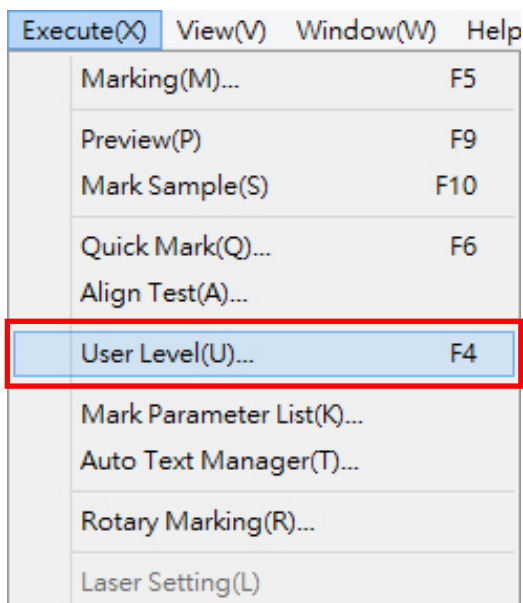 Execute(X) View(V) Window(W) Help
Marking(M)... F5
Preview(P) F9
Mark Sample(S) F10
Quick Mark(Q)... F6
Align Test(A)...
User Level(U)... F4
Mark Parameter List(K)...
Auto Text Manager(T)...
Rotary Marking(R)...
Laser Setting(L)